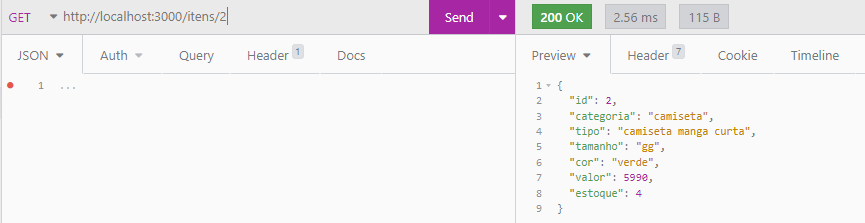 GET http://localhost:3000/itens/2 Send 200 OK 2.56 ms 115 B
JSON Auth Query Header 1 Docs Preview Header 7 Cookie Timeline
1 ...
1 {
2 "id": 2,
3 "categoria": "camiseta",
4 "tipo": "camiseta manga curta",
5 "tamanho": "gg",
6 "cor": "verde",
7 "valor": 5990,
8 "estoque": 4
9 }